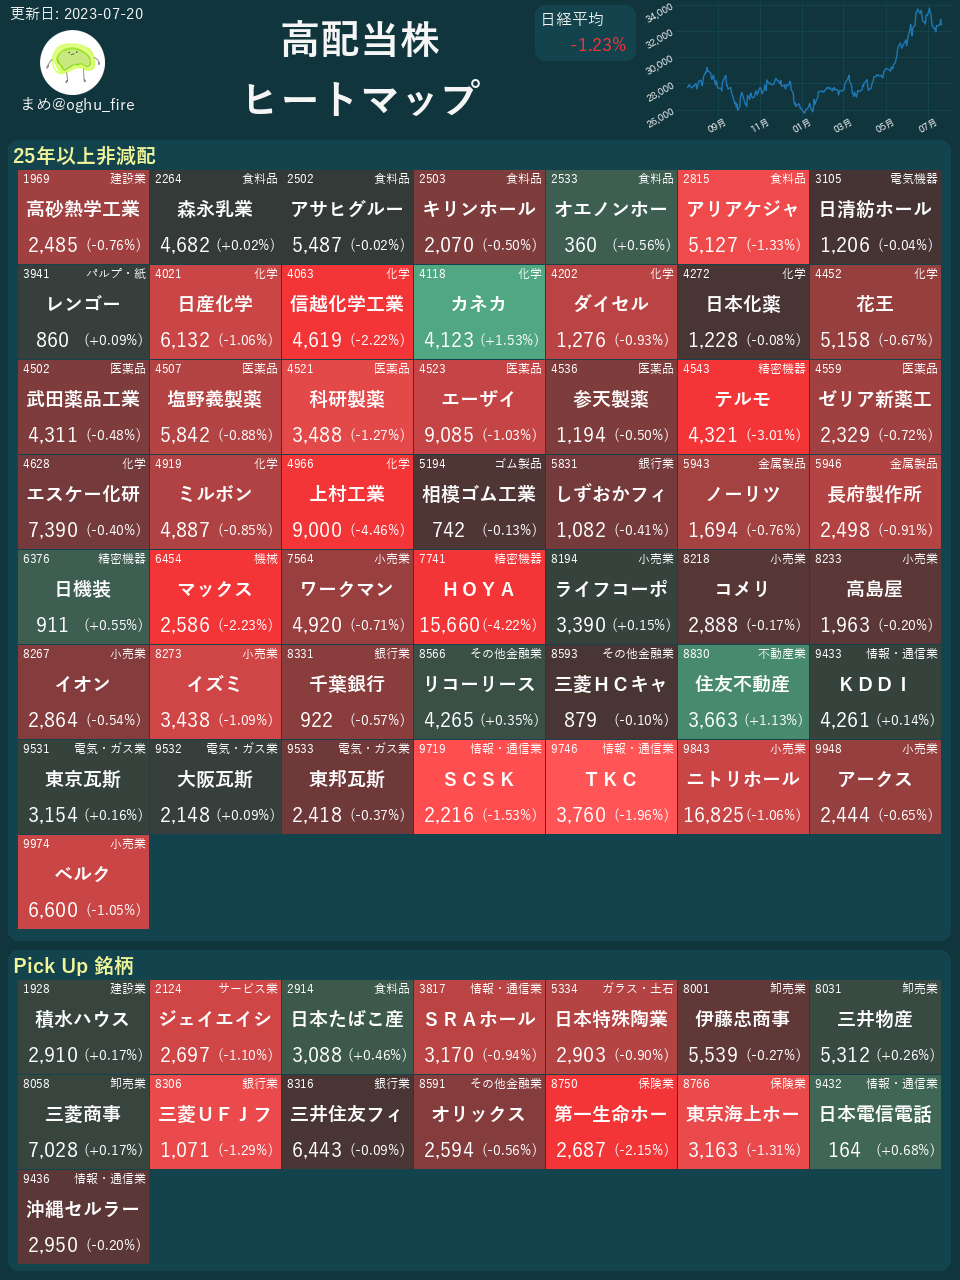 更新日: 2023-07-20
まめ@oghu_fire
高配当株
ヒートマップ
日経平均
-1.23%
34,000
32,000
30,000
28,000
26,000
09月 11月 01月 03月 05月 07月
25年以上非減配
1969 建設業 2264 食料品 2502 食料品 2503 食料品 2533 食料品 2815 食料品 3105 電気機器
高砂熱学工業 森永乳業 アサヒグルー キリンホール オエノンホー アリアケジャ 日清紡ホール
2,485 (-0.76%) 4,682 (+0.02%) 5,487 (-0.02%) 2,070 (-0.50%) 360 (+0.56%) 5,127 (-1.33%) 1,206 (-0.04%)
3941 パルプ・紙 4021 化学 4063 化学 4118 化学 4202 化学 4272 化学 4452 化学
レンゴー 日産化学 信越化学工業 カネカ ダイセル 日本化薬 花王
860 (+0.09%) 6,132 (-1.06%) 4,619 (-2.22%) 4,123 (+1.53%) 1,276 (-0.93%) 1,228 (-0.08%) 5,158 (-0.67%)
4502 医薬品 4507 医薬品 4521 医薬品 4523 医薬品 4536 医薬品 4543 精密機器 4559 医薬品
武田薬品工業 塩野義製薬 科研製薬 エーザイ 参天製薬 テルモ ゼリア新薬工
4,311 (-0.48%) 5,842 (-0.88%) 3,488 (-1.27%) 9,085 (-1.03%) 1,194 (-0.50%) 4,321 (-3.01%) 2,329 (-0.72%)
4628 化学 4919 化学 4966 化学 5194 ゴム製品 5831 銀行業 5943 金属製品 5946 金属製品
エスケー化研 ミルボン 上村工業 相模ゴム工業 しずおかフィ ノーリツ 長府製作所
7,390 (-0.40%) 4,887 (-0.85%) 9,000 (-4.46%) 742 (-0.13%) 1,082 (-0.41%) 1,694 (-0.76%) 2,498 (-0.91%)
6376 精密機器 6454 機械 7564 小売業 7741 精密機器 8194 小売業 8218 小売業 8233 小売業
日機装 マックス ワークマン ＨＯＹＡ ライフコーポ コメリ 高島屋
911 (+0.55%) 2,586 (-2.23%) 4,920 (-0.71%) 15,660 (-4.22%) 3,390 (+0.15%) 2,888 (-0.17%) 1,963 (-0.20%)
8267 小売業 8273 小売業 8331 銀行業 8566 その他金融業 8593 その他金融業 8830 不動産業 9433 情報・通信業
イオン イズミ 千葉銀行 リコーリース 三菱ＨＣキャ 住友不動産 ＫＤＤＩ
2,864 (-0.54%) 3,438 (-1.09%) 922 (-0.57%) 4,265 (+0.35%) 879 (-0.10%) 3,663 (+1.13%) 4,261 (+0.14%)
9531 電気・ガス業 9532 電気・ガス業 9533 電気・ガス業 9719 情報・通信業 9746 情報・通信業 9843 小売業 9948 小売業
東京瓦斯 大阪瓦斯 東邦瓦斯 ＳＣＳＫ ＴＫＣ ニトリホール アークス
3,154 (+0.16%) 2,148 (+0.09%) 2,418 (-0.37%) 2,216 (-1.53%) 3,760 (-1.96%) 16,825 (-1.06%) 2,444 (-0.65%)
9974 小売業
ベルク
6,600 (-1.05%)
Pick Up 銘柄
1928 建設業 2124 サービス業 2914 食料品 3817 情報・通信業 5334 ガラス・土石 8001 卸売業 8031 卸売業
積水ハウス ジェイエイシ 日本たばこ産 ＳＲＡホール 日本特殊陶業 伊藤忠商事 三井物産
2,910 (+0.17%) 2,697 (-1.10%) 3,088 (+0.46%) 3,170 (-0.94%) 2,903 (-0.90%) 5,539 (-0.27%) 5,312 (+0.26%)
8058 卸売業 8306 銀行業 8316 銀行業 8591 その他金融業 8750 保険業 8766 保険業 9432 情報・通信業
三菱商事 三菱ＵＦＪフ 三井住友フィ オリックス 第一生命ホー 東京海上ホー 日本電信電話
7,028 (+0.17%) 1,071 (-1.29%) 6,443 (-0.09%) 2,594 (-0.56%) 2,687 (-2.15%) 3,163 (-1.31%) 164 (+0.68%)
9436 情報・通信業
沖縄セルラー
2,950 (-0.20%)